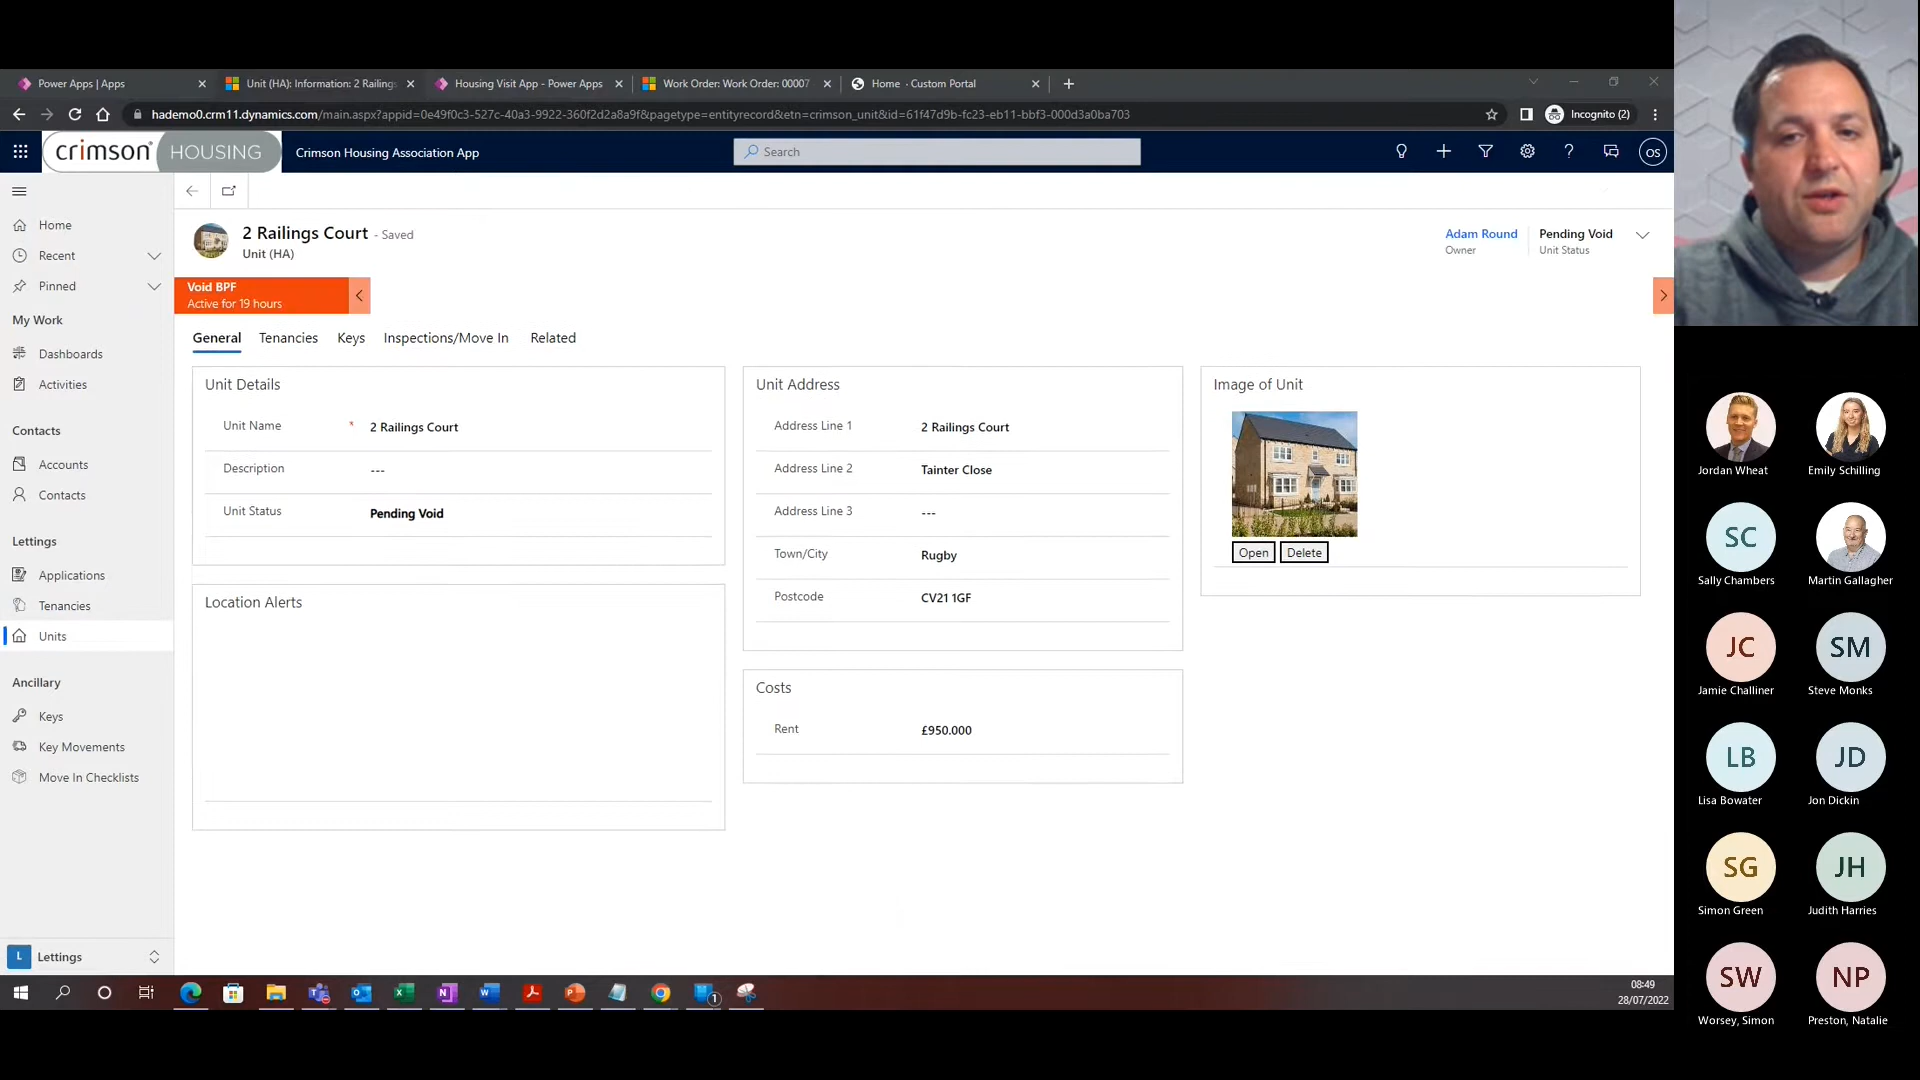 Power Apps | Apps
Unit (HA): Information: 2 Railings
Housing Visit App - Power Apps
Work Order: Work Order: 00007
Home · Custom Portal
hademo0.crm11.dynamics.com/main.aspx?appid=0e49f0c3-527c-40a3-9922-360f2d2a8a9f&pagetype=entityrecord&etn=crimson_unit&id=61f47d9b-fc23-eb11-bbf3-000d3a0ba703
Incognito (2)
crimson HOUSING
Crimson Housing Association App
Search
OS
Home
Recent
Pinned
My Work
Dashboards
Activities
Contacts
Accounts
Contacts
Lettings
Applications
Tenancies
Units
Ancillary
Keys
Key Movements
Move In Checklists
L Lettings
2 Railings Court - Saved
Unit (HA)
Adam Round
Owner
Pending Void
Unit Status
Void BPF
Active for 19 hours
General Tenancies Keys Inspections/Move In Related
Unit Details
Unit Name * 2 Railings Court
Description ---
Unit Status Pending Void
Location Alerts
Unit Address
Address Line 1 2 Railings Court
Address Line 2 Tainter Close
Address Line 3 ---
Town/City Rugby
Postcode CV21 1GF
Costs
Rent £950.000
Image of Unit
Open Delete
1
08:49
28/07/2022
Jordan Wheat
Emily Schilling
SC
Sally Chambers
Martin Gallagher
JC
Jamie Challiner
SM
Steve Monks
LB
Lisa Bowater
JD
Jon Dickin
SG
Simon Green
JH
Judith Harries
SW
Worsey, Simon
NP
Preston, Natalie